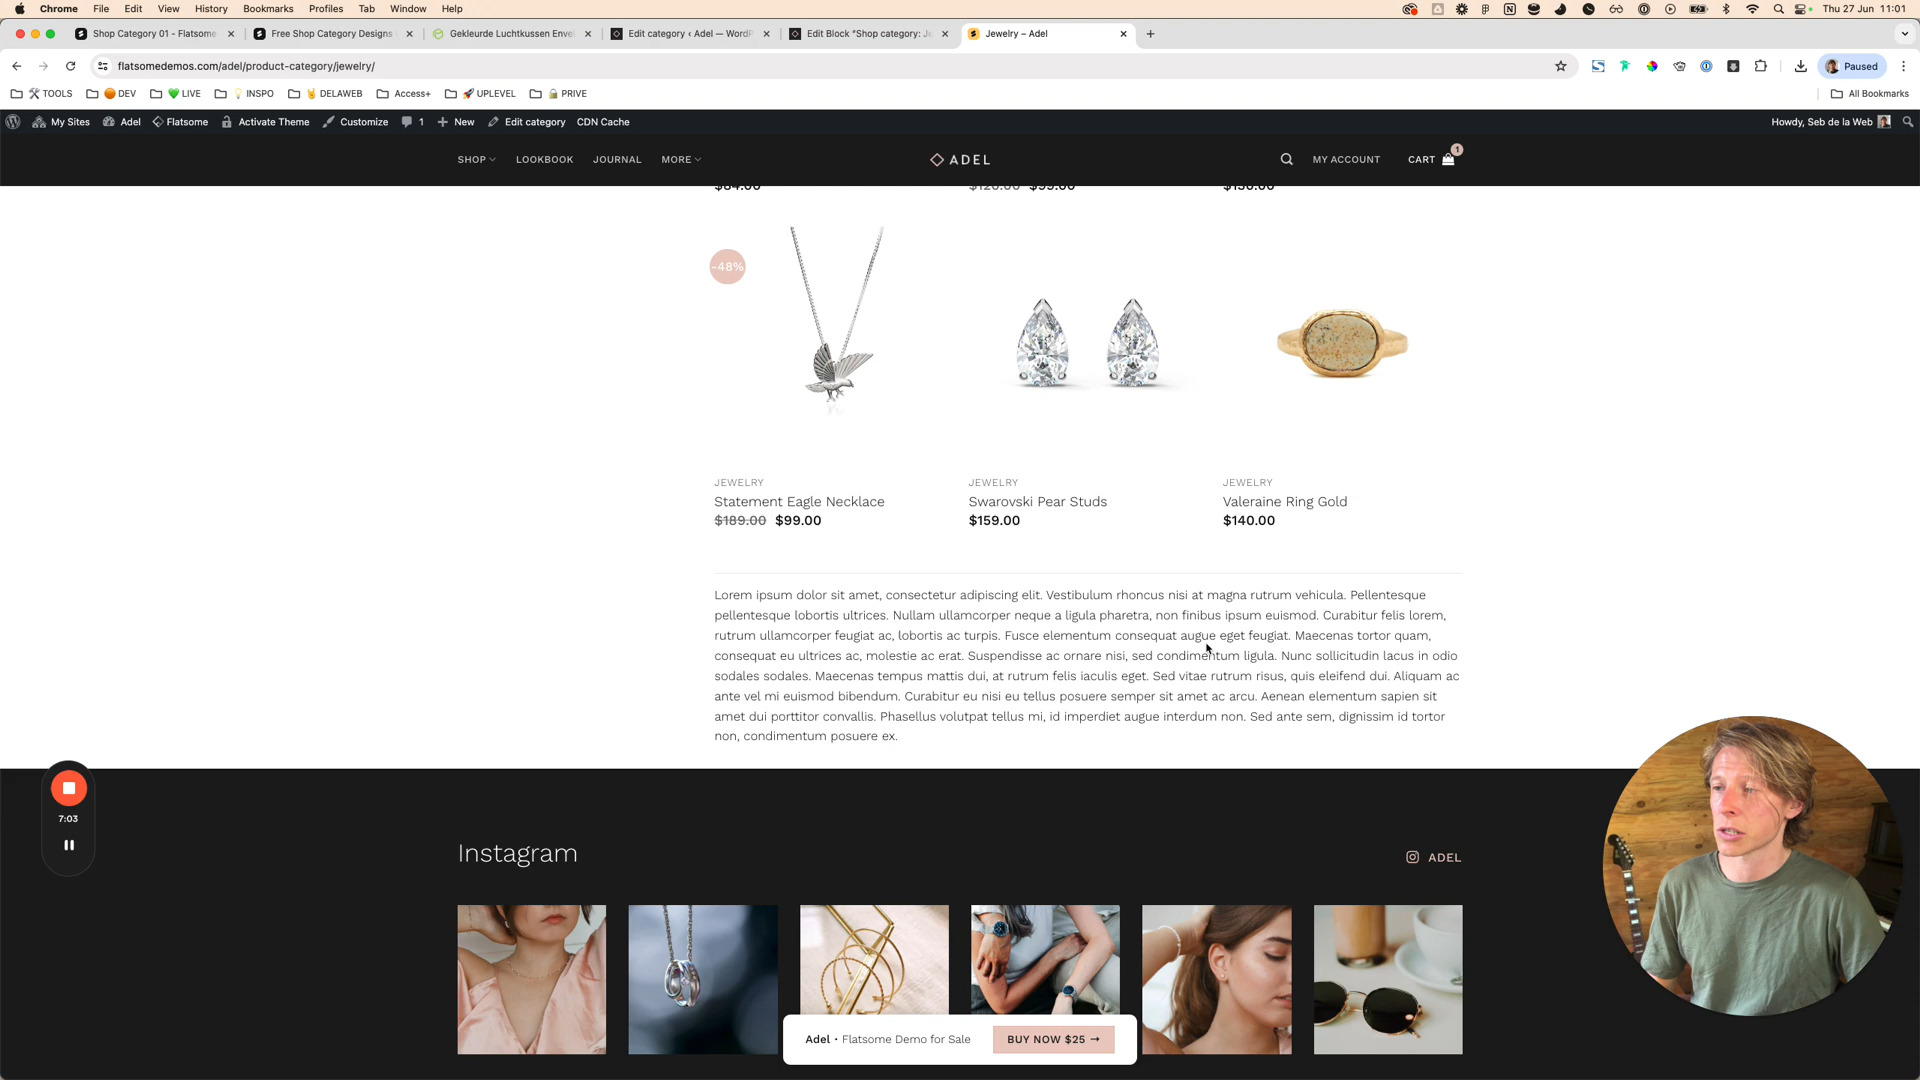 Chrome File Edit View History Bookmarks Profiles Tab Window Help Thu 27 Jun 11:01
Shop Category 01 - Flatsome Free Shop Category Designs Gekleurde Luchtkussen Enve Edit category ‹ Adel — WordP Edit Block "Shop category: Je Jewelry – Adel
flatsomedemos.com/adel/product-category/jewelry/ Paused
TOOLS DEV LIVE INSPO DELAWEB Access+ UPLEVEL PRIVE All Bookmarks
My Sites Adel Flatsome Activate Theme Customize 1 New Edit category CDN Cache Howdy, Seb de la Web
SHOP LOOKBOOK JOURNAL MORE ADEL MY ACCOUNT CART 1
$84.00 $120.00 $99.00 $130.00
-48%
JEWELRY JEWELRY JEWELRY
Statement Eagle Necklace Swarovski Pear Studs Valeraine Ring Gold
$189.00 $99.00 $159.00 $140.00
Lorem ipsum dolor sit amet, consectetur adipiscing elit. Vestibulum rhoncus nisi at magna rutrum vehicula. Pellentesque
pellentesque lobortis ultrices. Nullam ullamcorper neque a ligula pharetra, non finibus ipsum euismod. Curabitur felis lorem,
rutrum ullamcorper feugiat ac, lobortis ac turpis. Fusce elementum consequat augue eget feugiat. Maecenas tortor quam,
consequat eu ultrices ac, molestie ac erat. Suspendisse ac ornare nisi, sed condimentum ligula. Nunc sollicitudin lacus in odio
sodales sodales. Maecenas tempus mattis dui, at rutrum felis iaculis eget. Sed vitae rutrum risus, quis eleifend dui. Aliquam ac
ante vel mi euismod bibendum. Curabitur eu nisi eu tellus posuere semper sit amet ac arcu. Aenean elementum sapien sit
amet dui porttitor convallis. Phasellus volutpat tellus mi, id imperdiet augue interdum non. Sed ante sem, dignissim id tortor
non, condimentum posuere ex.
7:03
Instagram ADEL
Adel • Flatsome Demo for Sale BUY NOW $25 →